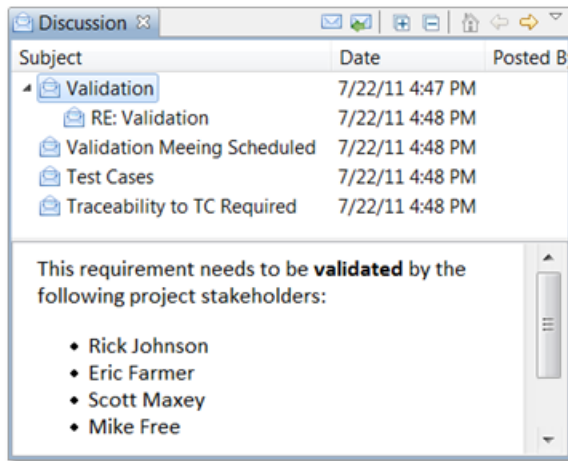 Discussion
Subject Date Posted B
Validation 7/22/11 4:47 PM
RE: Validation 7/22/11 4:48 PM
Validation Meeing Scheduled 7/22/11 4:48 PM
Test Cases 7/22/11 4:48 PM
Traceability to TC Required 7/22/11 4:48 PM
This requirement needs to be validated by the
following project stakeholders:
• Rick Johnson
• Eric Farmer
• Scott Maxey
• Mike Free